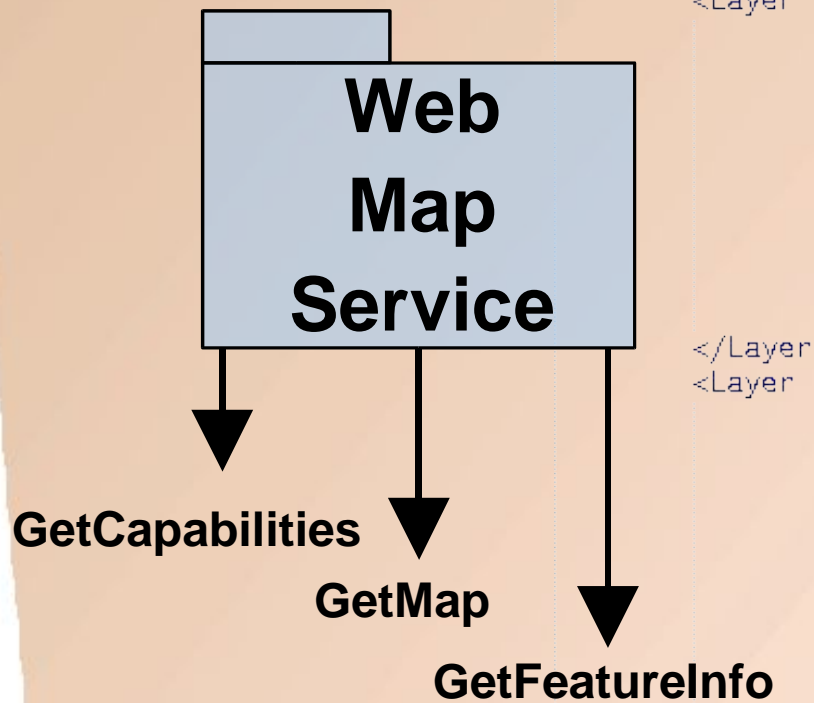 <Layer
Web
Map
Service
</Layer
<Layer
GetCapabilities
GetMap
GetFeatureInfo